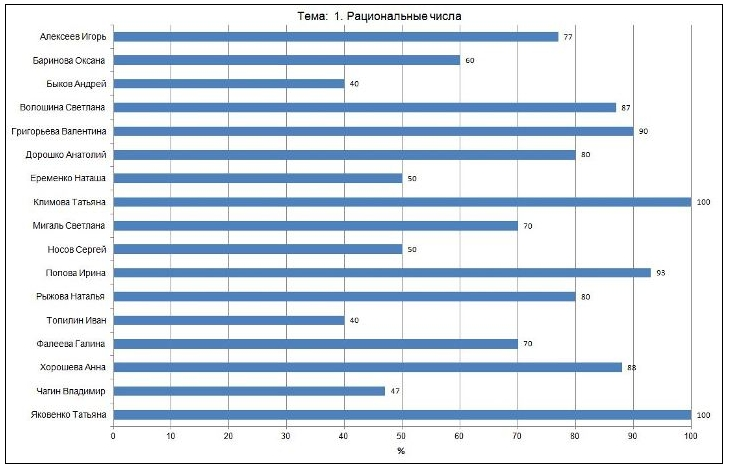 Тема: 1. Рациональные числа
Алексеев Игорь 77
Баринова Оксана 60
Быков Андрей 40
Волошина Светлана 87
Григорьева Валентина 90
Дорошко Анатолий 80
Еременко Наташа 50
Климова Татьяна 100
Мигаль Светлана 70
Носов Сергей 50
Попова Ирина 93
Рыжова Наталья 80
Топилин Иван 40
Фалеева Галина 70
Хорошева Анна 88
Чагин Владимир 47
Яковенко Татьяна 100
0 10 20 30 40 50 60 70 80 90 100
%